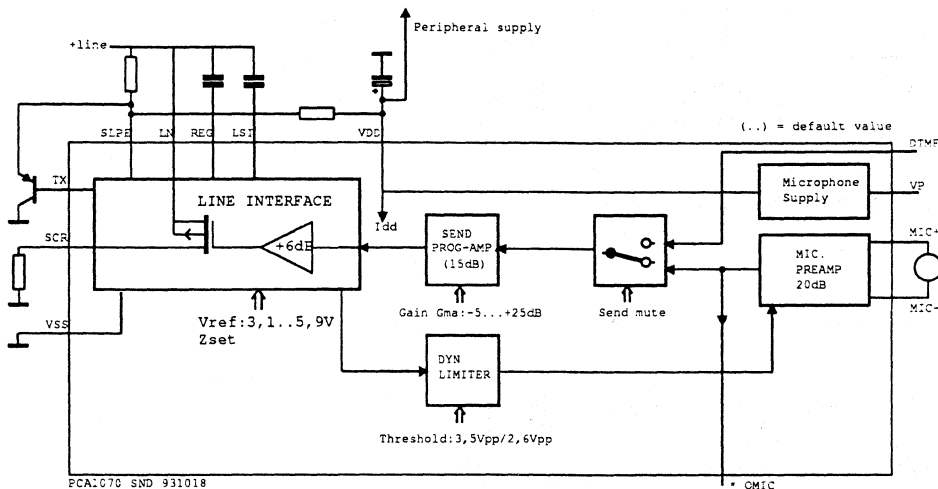 Peripheral supply
+line
SLPE LN REG LSI VDD
(..) = default value
DTMF
TX
LINE INTERFACE
Idd
Microphone
Supply
VP
SCR
+6dB
SEND
PROG-AMP
(15dB)
MIC.
PREAMP
20dB
MIC+
MIC-
VSS
Vref:3,1..5,9V
Zset
Gain Gma:-5...+25dB
Send mute
DYN
LIMITER
Threshold:3,5Vpp/2,6Vpp
PCA1070 SND 931018
* QMIC